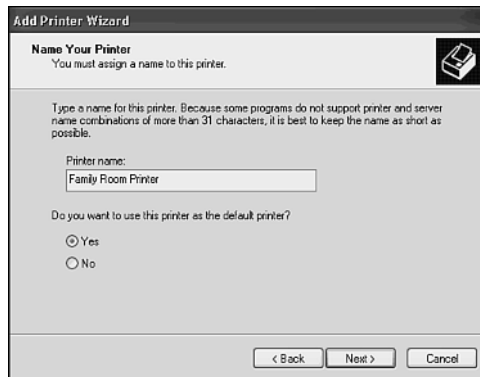 Add Printer Wizard
Name Your Printer
You must assign a name to this printer.
Type a name for this printer. Because some programs do not support printer and server
name combinations of more than 31 characters, it is best to keep the name as short as
possible.
Printer name:
Family Room Printer
Do you want to use this printer as the default printer?
Yes
No
< Back
Next >
Cancel